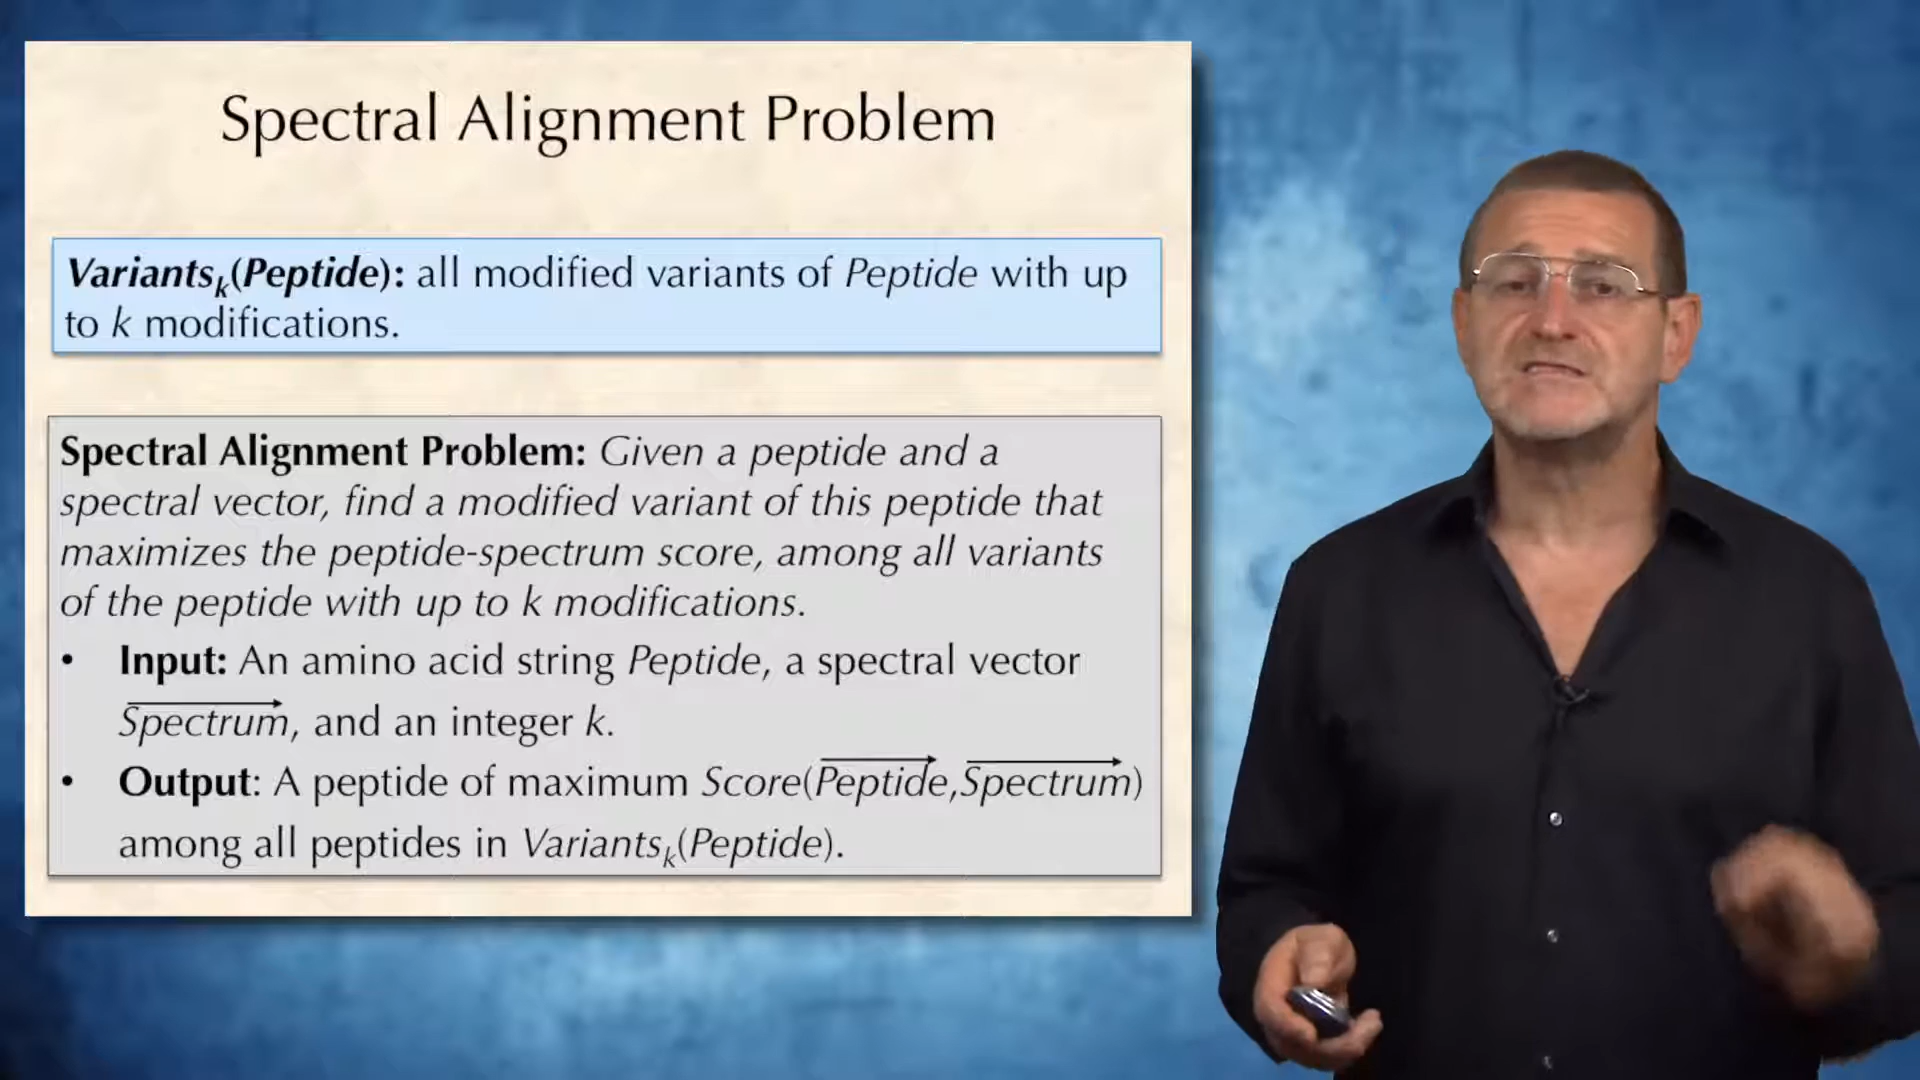 Spectral Alignment Problem
Variantsk(Peptide): all modified variants of Peptide with up
to k modifications.
Spectral Alignment Problem: Given a peptide and a
spectral vector, find a modified variant of this peptide that
maximizes the peptide-spectrum score, among all variants
of the peptide with up to k modifications.
• Input: An amino acid string Peptide, a spectral vector
Spectrum, and an integer k.
• Output: A peptide of maximum Score(Peptide,Spectrum)
among all peptides in Variantsk(Peptide).